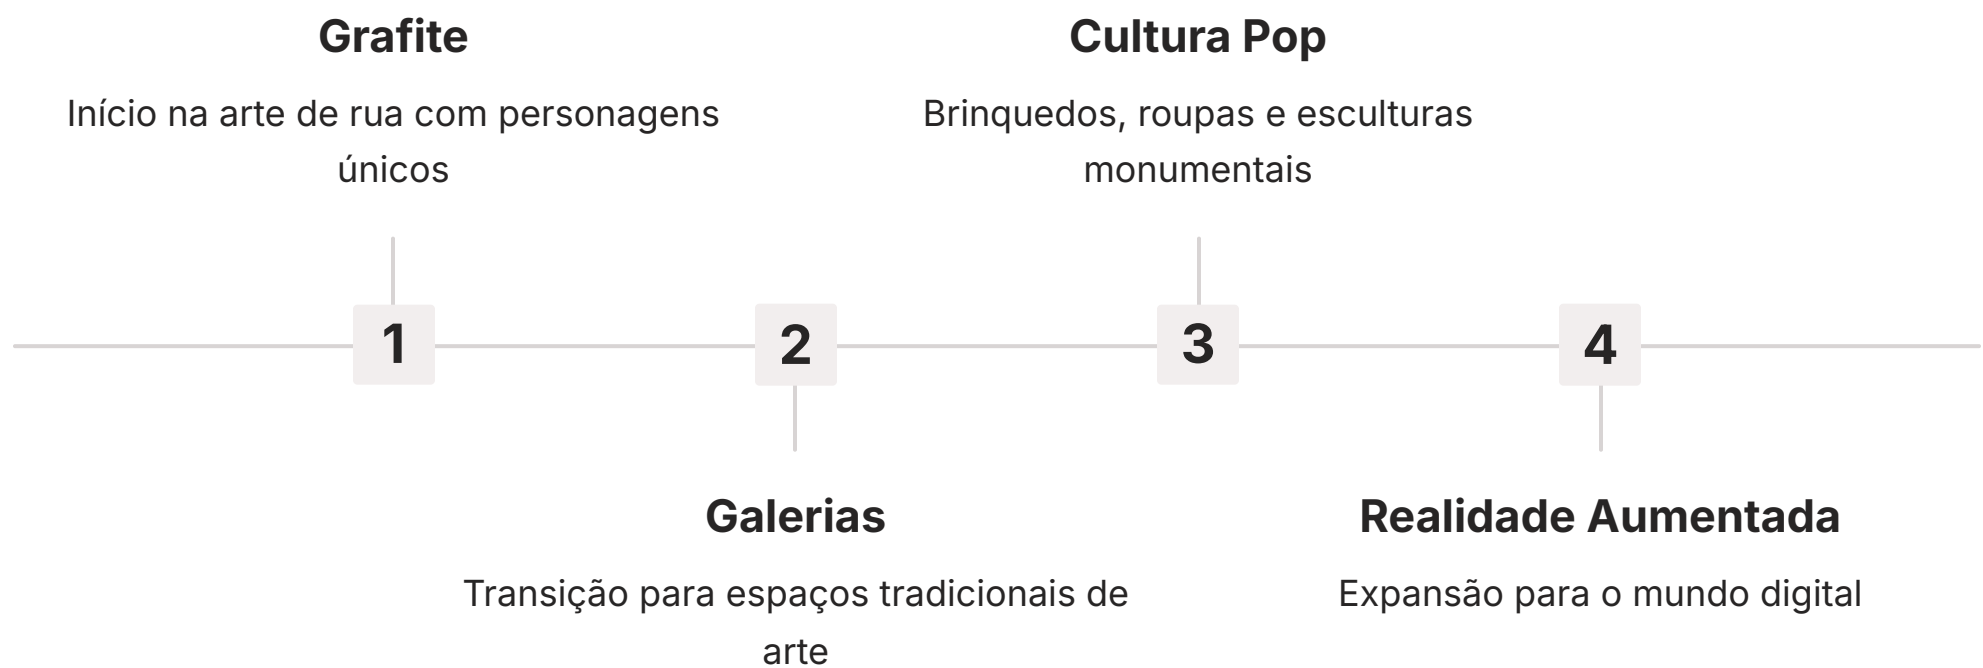 Grafite
Início na arte de rua com personagens
únicos
Cultura Pop
Brinquedos, roupas e esculturas
monumentais
1
2
3
4
Galerias
Transição para espaços tradicionais de
arte
Realidade Aumentada
Expansão para o mundo digital